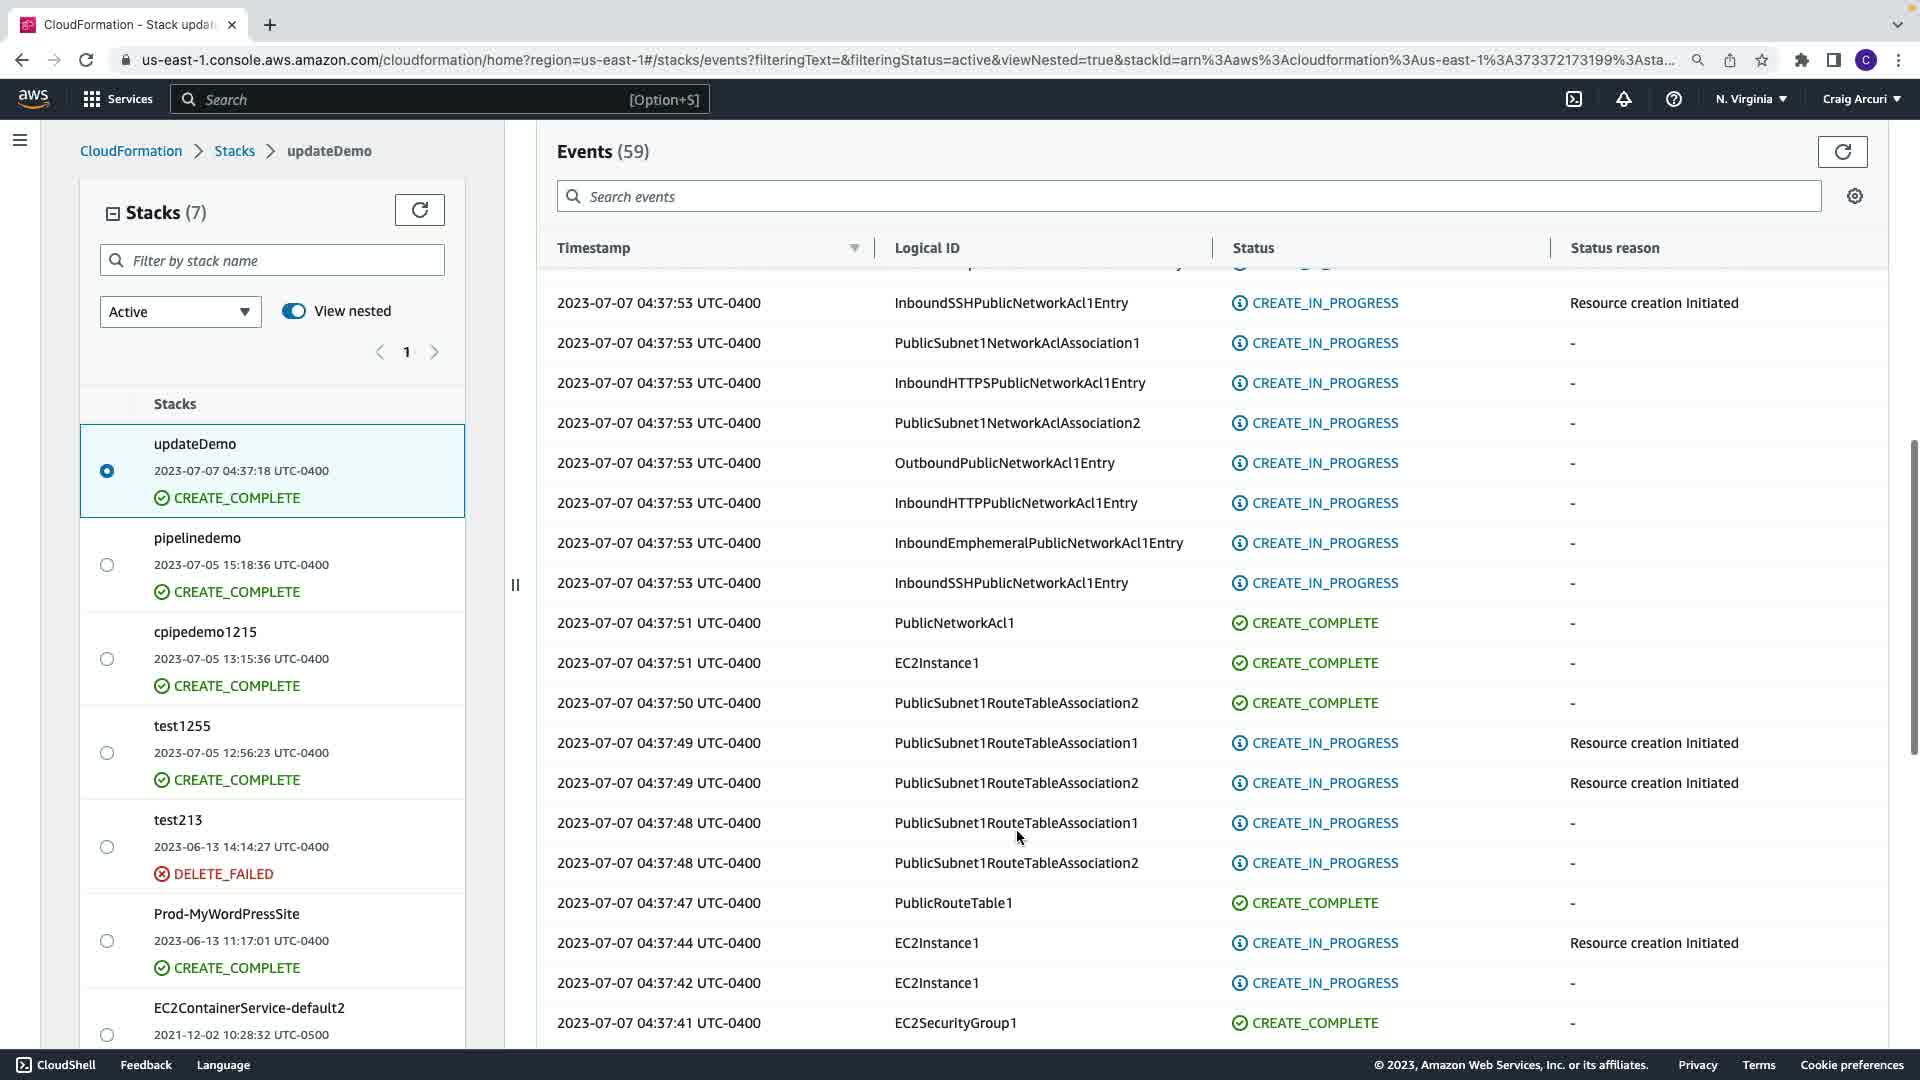 CloudFormation - Stack updat
us-east-1.console.aws.amazon.com/cloudformation/home?region=us-east-1#/stacks/events?filteringText=&filteringStatus=active&viewNested=true&stackId=arn%3Aaws%3Acloudformation%3Aus-east-1%3A373372173199%3Asta...
C
aws Services Search [Option+S] N. Virginia Craig Arcuri
CloudFormation Stacks updateDemo
Stacks (7)
Filter by stack name
Active View nested
1
Stacks
updateDemo
2023-07-07 04:37:18 UTC-0400
CREATE_COMPLETE
pipelinedemo
2023-07-05 15:18:36 UTC-0400
CREATE_COMPLETE
cpipedemo1215
2023-07-05 13:15:36 UTC-0400
CREATE_COMPLETE
test1255
2023-07-05 12:56:23 UTC-0400
CREATE_COMPLETE
test213
2023-06-13 14:14:27 UTC-0400
DELETE_FAILED
Prod-MyWordPressSite
2023-06-13 11:17:01 UTC-0400
CREATE_COMPLETE
EC2ContainerService-default2
2021-12-02 10:28:32 UTC-0500
Events (59)
Search events
Timestamp Logical ID Status Status reason
2023-07-07 04:37:53 UTC-0400 InboundSSHPublicNetworkAcl1Entry CREATE_IN_PROGRESS Resource creation Initiated
2023-07-07 04:37:53 UTC-0400 PublicSubnet1NetworkAclAssociation1 CREATE_IN_PROGRESS -
2023-07-07 04:37:53 UTC-0400 InboundHTTPSPublicNetworkAcl1Entry CREATE_IN_PROGRESS -
2023-07-07 04:37:53 UTC-0400 PublicSubnet1NetworkAclAssociation2 CREATE_IN_PROGRESS -
2023-07-07 04:37:53 UTC-0400 OutboundPublicNetworkAcl1Entry CREATE_IN_PROGRESS -
2023-07-07 04:37:53 UTC-0400 InboundHTTPPublicNetworkAcl1Entry CREATE_IN_PROGRESS -
2023-07-07 04:37:53 UTC-0400 InboundEmphemeralPublicNetworkAcl1Entry CREATE_IN_PROGRESS -
2023-07-07 04:37:53 UTC-0400 InboundSSHPublicNetworkAcl1Entry CREATE_IN_PROGRESS -
2023-07-07 04:37:51 UTC-0400 PublicNetworkAcl1 CREATE_COMPLETE -
2023-07-07 04:37:51 UTC-0400 EC2Instance1 CREATE_COMPLETE -
2023-07-07 04:37:50 UTC-0400 PublicSubnet1RouteTableAssociation2 CREATE_COMPLETE -
2023-07-07 04:37:49 UTC-0400 PublicSubnet1RouteTableAssociation1 CREATE_IN_PROGRESS Resource creation Initiated
2023-07-07 04:37:49 UTC-0400 PublicSubnet1RouteTableAssociation2 CREATE_IN_PROGRESS Resource creation Initiated
2023-07-07 04:37:48 UTC-0400 PublicSubnet1RouteTableAssociation1 CREATE_IN_PROGRESS -
2023-07-07 04:37:48 UTC-0400 PublicSubnet1RouteTableAssociation2 CREATE_IN_PROGRESS -
2023-07-07 04:37:47 UTC-0400 PublicRouteTable1 CREATE_COMPLETE -
2023-07-07 04:37:44 UTC-0400 EC2Instance1 CREATE_IN_PROGRESS Resource creation Initiated
2023-07-07 04:37:42 UTC-0400 EC2Instance1 CREATE_IN_PROGRESS -
2023-07-07 04:37:41 UTC-0400 EC2SecurityGroup1 CREATE_COMPLETE -
CloudShell Feedback Language © 2023, Amazon Web Services, Inc. or its affiliates. Privacy Terms Cookie preferences